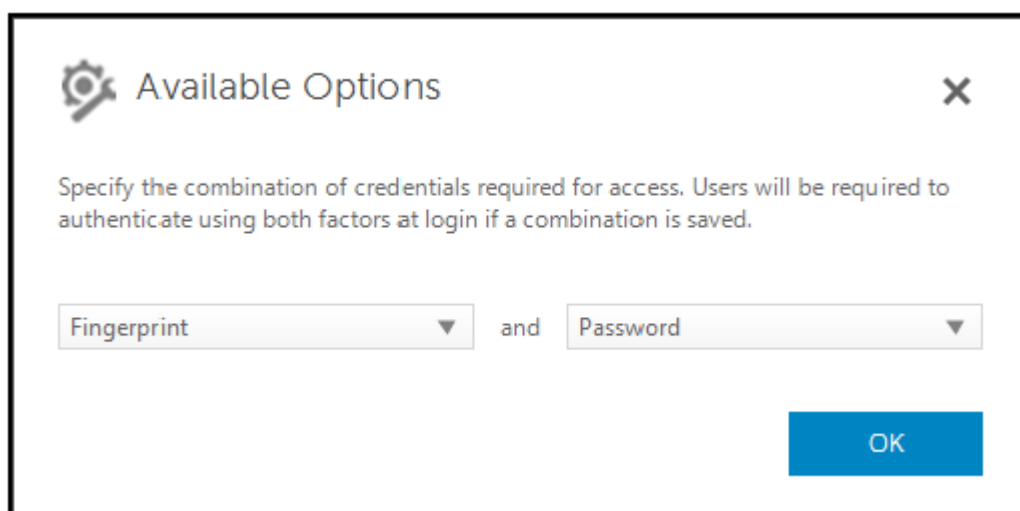 Available Options
Specify the combination of credentials required for access. Users will be required to
authenticate using both factors at login if a combination is saved.
Fingerprint and Password
OK